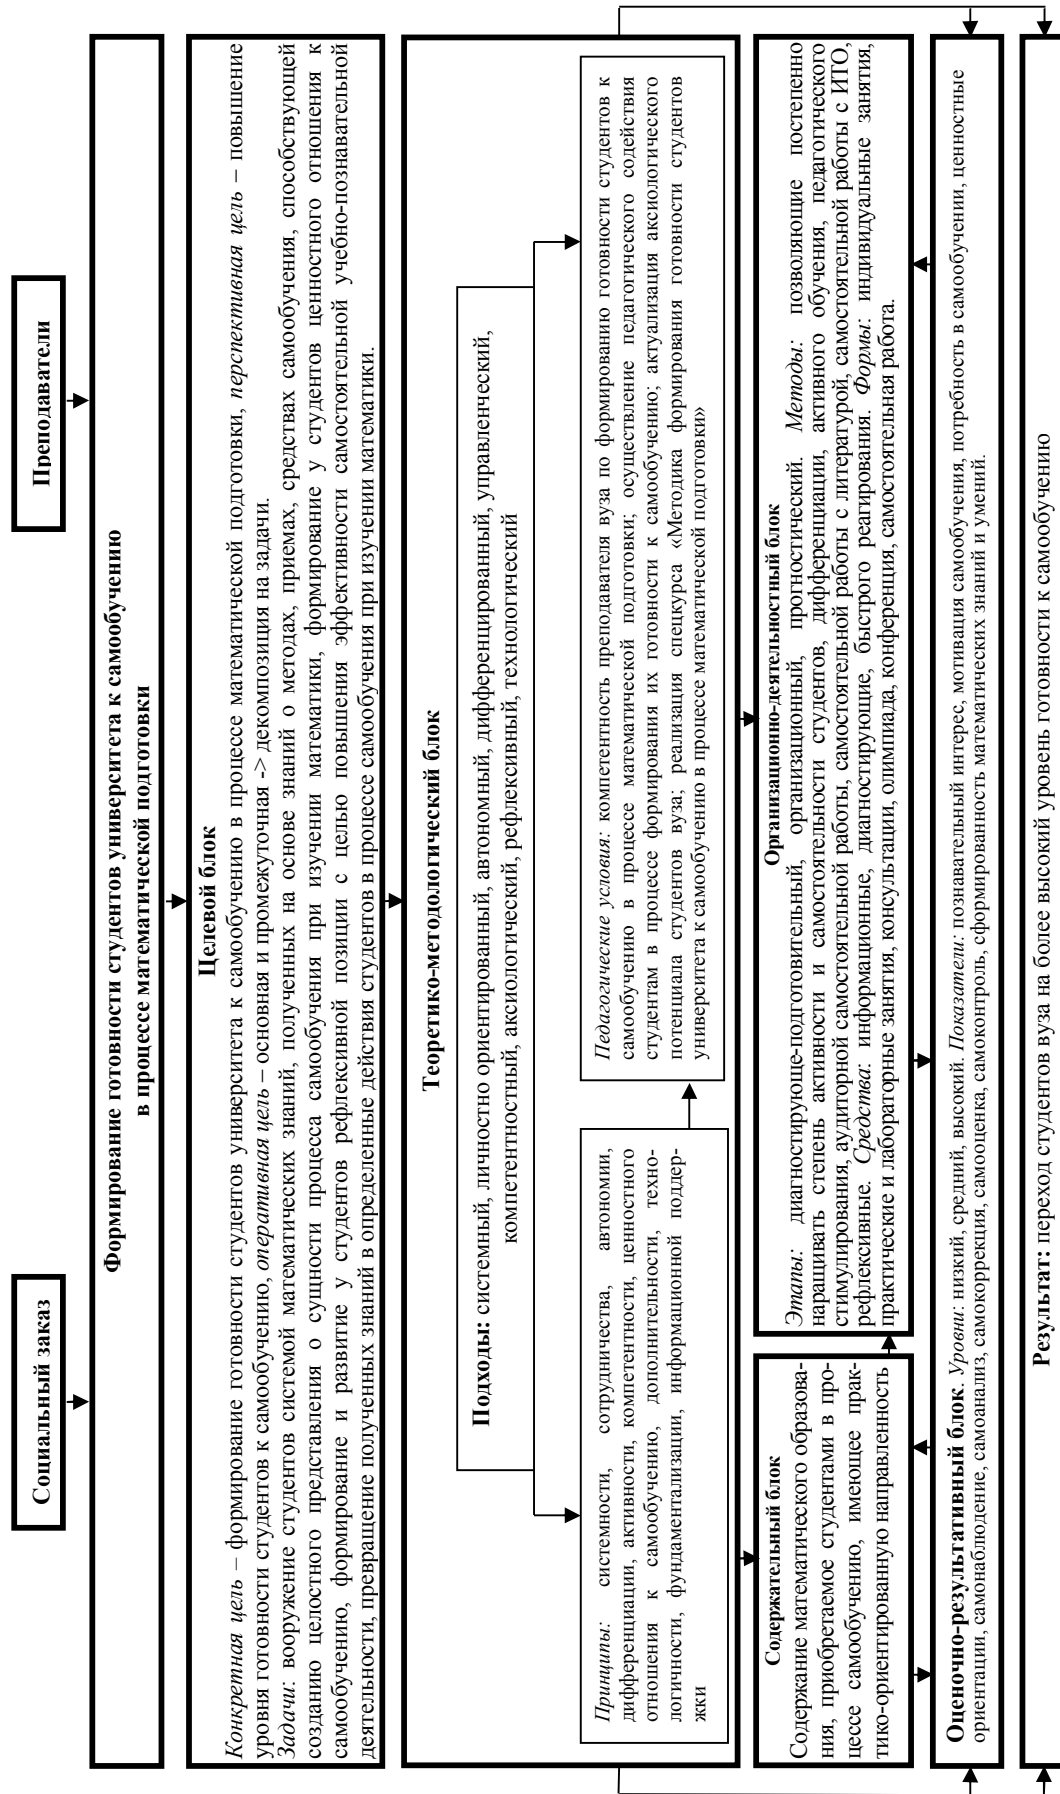 Социальный заказ
Преподаватели
Формирование готовности студентов университета к самообучению
в процессе математической подготовки
Целевой блок
Конкретная цель – формирование готовности студентов университета к самообучению в процессе математической подготовки, перспективная цель – повышение
уровня готовности студентов к самообучению, оперативная цель – основная и промежуточная -> декомпозиция на задачи.
Задачи: вооружение студентов системой математических знаний, полученных на основе знаний о методах, приемах, средствах самообучения, способствующей
созданию целостного представления о сущности процесса самообучения при изучении математики, формирование у студентов ценностного отношения к
самообучению, формирование и развитие у студентов рефлексивной позиции с целью повышения эффективности самостоятельной учебно-познавательной
деятельности, превращение полученных знаний в определенные действия студентов в процессе самообучения при изучении математики.
Теоретико-методологический блок
Подходы: системный, личностно ориентированный, автономный, дифференцированный, управленческий,
компетентностный, аксиологический, рефлексивный, технологический
Принципы: системности, сотрудничества, автономии,
дифференциации, активности, компетентности, ценностного
отношения к самообучению, дополнительности, техно-
логичности, фундаментализации, информационной поддер-
жки
Педагогические условия: компетентность преподавателя вуза по формированию готовности студентов к
самообучению в процессе математической подготовки; осуществление педагогического содействия
студентам в процессе формирования их готовности к самообучению; актуализация аксиологического
потенциала студентов вуза; реализация спецкурса «Методика формирования готовности студентов
университета к самообучению в процессе математической подготовки»
Содержательный блок
Содержание математического образова-
ния, приобретаемое студентами в про-
цессе самообучению, имеющее прак-
тико-ориентированную направленность
Организационно-деятельностный блок
Этапы: диагностирующе-подготовительный, организационный, прогностический. Методы: позволяющие постепенно
наращивать степень активности и самостоятельности студентов, дифференциации, активного обучения, педагогического
стимулирования, аудиторной самостоятельной работы, самостоятельной работы с литературой, самостоятельной работы с ИТО,
рефлексивные. Средства: информационные, диагностирующие, быстрого реагирования. Формы: индивидуальные занятия,
практические и лабораторные занятия, консультации, олимпиада, конференция, самостоятельная работа.
Оценочно-результативный блок. Уровни: низкий, средний, высокий. Показатели: познавательный интерес, мотивация самообучения, потребность в самообучении, ценностные
ориентации, самонаблюдение, самоанализ, самокоррекция, самооценка, самоконтроль, сформированность математических знаний и умений.
Результат: переход студентов вуза на более высокий уровень готовности к самообучению